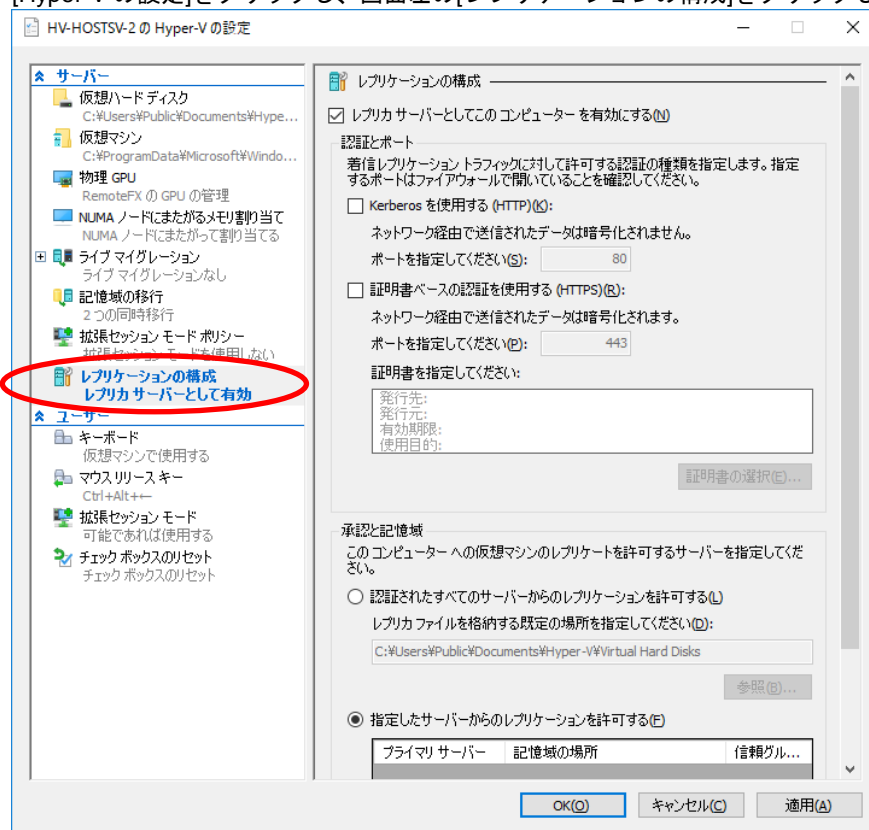 HV-HOSTSV-2 の Hyper-V の設定
サーバー
仮想ハード ディスク
C:¥Users¥Public¥Documents¥Hype...
仮想マシン
C:¥ProgramData¥Microsoft¥Windo...
物理 GPU
RemoteFX の GPU の管理
NUMA ノードにまたがるメモリ割り当て
NUMA ノードにまたがって割り当てる
ライブ マイグレーション
ライブ マイグレーションなし
記憶域の移行
2 つの同時移行
拡張セッション モード ポリシー
拡張セッション モードを使用しない
レプリケーションの構成
レプリカ サーバーとして有効
ユーザー
キーボード
仮想マシンで使用する
マウス リリース キー
Ctrl+Alt+←
拡張セッション モード
可能であれば使用する
チェック ボックスのリセット
チェック ボックスのリセット
レプリケーションの構成
レプリカ サーバーとしてこの コンピューター を有効にする(N)
認証とポート
着信レプリケーション トラフィックに対して許可する認証の種類を指定します。指定
するポートはファイアウォールで開いていることを確認してください。
Kerberos を使用する (HTTP)(K):
ネットワーク経由で送信されたデータは暗号化されません。
ポートを指定してください(S): 80
証明書ベースの認証を使用する (HTTPS)(R):
ネットワーク経由で送信されたデータは暗号化されます。
ポートを指定してください(P): 443
証明書を指定してください:
発行先:
発行元:
有効期限:
使用目的:
証明書の選択(E)...
承認と記憶域
この コンピューター への仮想マシンのレプリケートを許可するサーバーを指定してくだ
さい。
認証されたすべてのサーバーからのレプリケーションを許可する(L)
レプリカ ファイルを格納する既定の場所を指定してください(D):
C:¥Users¥Public¥Documents¥Hyper-V¥Virtual Hard Disks
参照(B)...
指定したサーバーからのレプリケーションを許可する(F)
プライマリ サーバー 記憶域の場所 信頼グル...
OK(O) キャンセル(C) 適用(A)